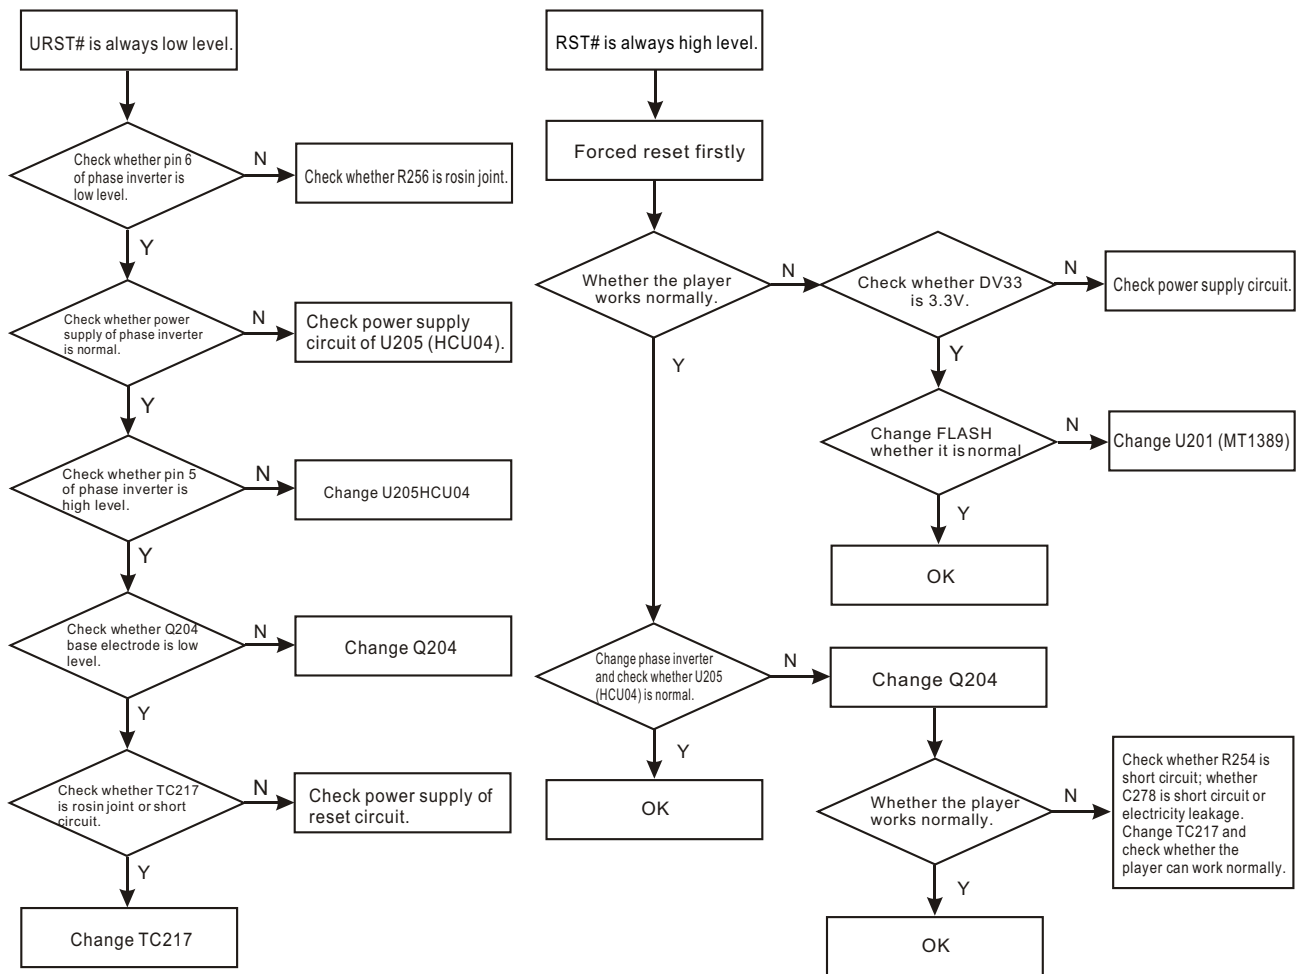 URST# is always low level.
Check whether pin 6
of phase inverter is
low level.
N
Check whether R256 is rosin joint.
Y
Check whether power
supply of phase inverter
is normal.
N
Check power supply
circuit of U205 (HCU04).
Y
Check whether pin 5
of phase inverter is
high level.
N
Change U205HCU04
Y
Check whether Q204
base electrode is low
level.
N
Change Q204
Y
Check whether TC217
is rosin joint or short
circuit.
N
Check power supply of
reset circuit.
Y
Change TC217
RST# is always high level.
Forced reset firstly
Whether the player
works normally.
N
Check whether DV33
is 3.3V.
N
Check power supply circuit.
Y
Change FLASH
whether it is normal
N
Change U201 (MT1389)
Y
OK
Y
Change phase inverter
and check whether U205
(HCU04) is normal.
N
Change Q204
Y
OK
Whether the player
works normally.
N
Check whether R254 is
short circuit; whether
C278 is short circuit or
electricity leakage.
Change TC217 and
check whether the
player can work normally.
Y
OK